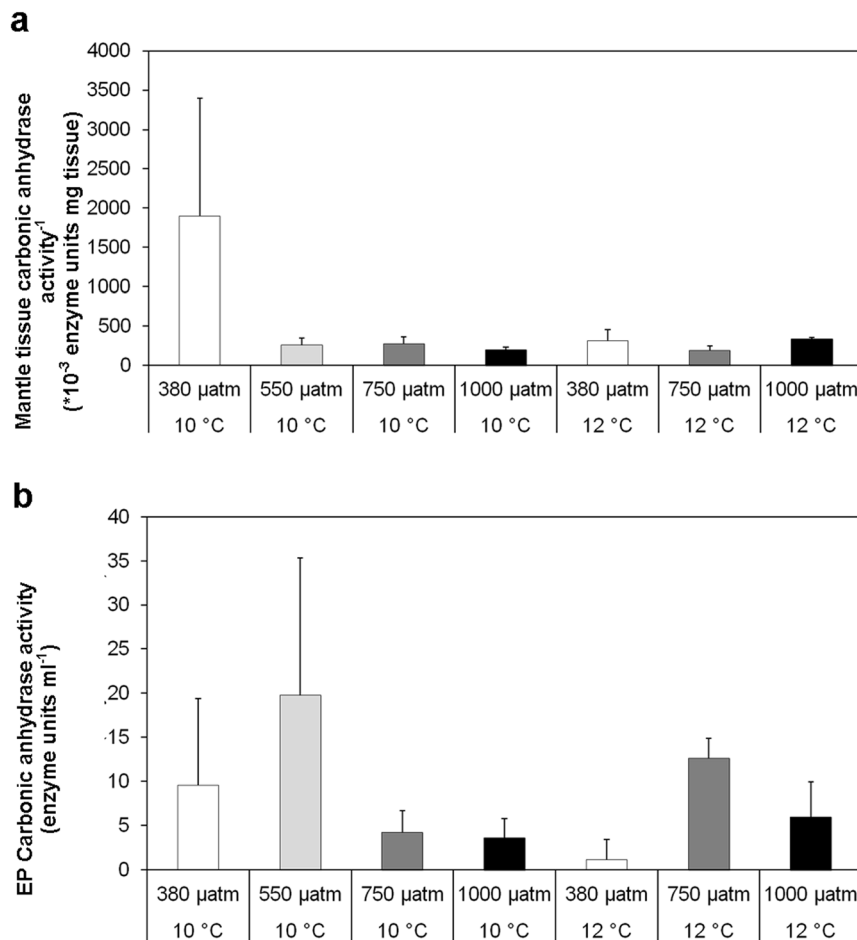 a
Mantle tissue carbonic anhydrase
activity-1
(*10-3 enzyme units mg tissue)
4000
3500
3000
2500
2000
1500
1000
500
0
380 µatm 550 µatm 750 µatm 1000 µatm 380 µatm 750 µatm 1000 µatm
10 °C 10 °C 10 °C 10 °C 12 °C 12 °C 12 °C
b
EP Carbonic anhydrase activity
(enzyme units ml-1)
40
35
30
25
20
15
10
5
0
380 µatm 550 µatm 750 µatm 1000 µatm 380 µatm 750 µatm 1000 µatm
10 °C 10 °C 10 °C 10 °C 12 °C 12 °C 12 °C